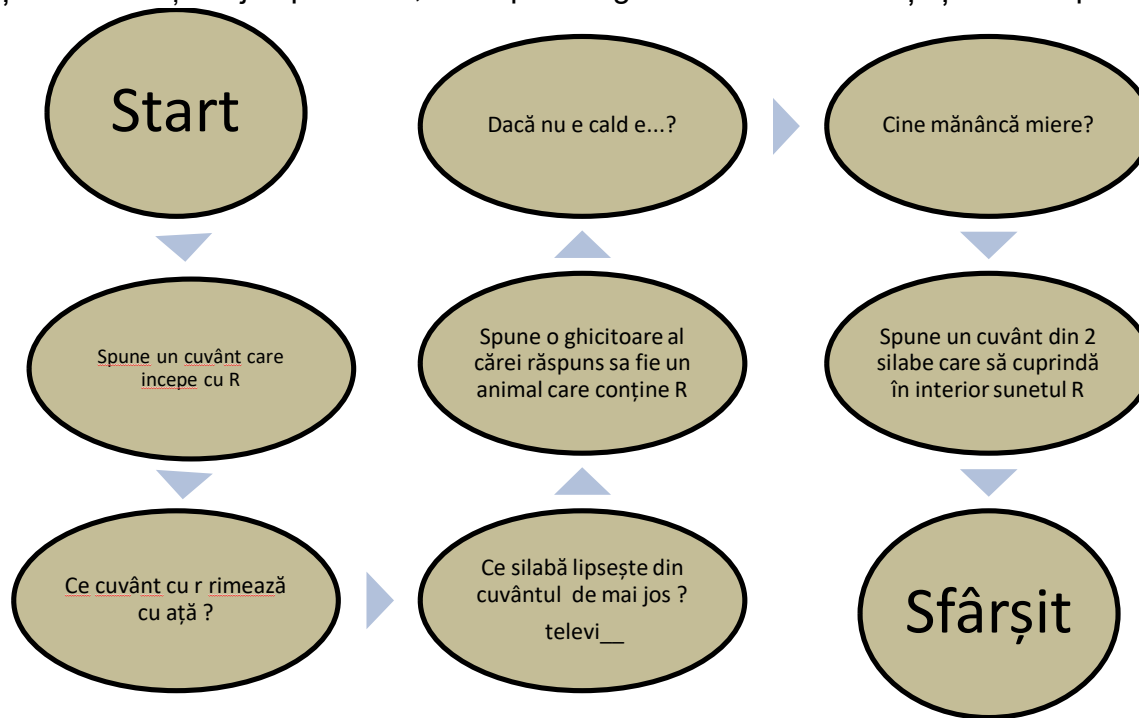 Start
Spune un cuvânt care
incepe cu R
Ce cuvânt cu r rimează
cu ață ?
Ce silabă lipsește din
cuvântul de mai jos ?
televi__
Spune o ghicitoare al
cărei răspuns sa fie un
animal care conține R
Dacă nu e cald e...?
Cine mănâncă miere?
Spune un cuvânt din 2
silabe care să cuprindă
în interior sunetul R
Sfârșit